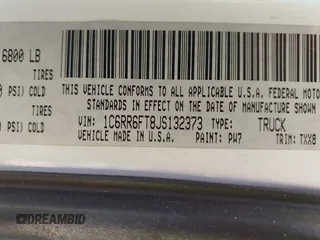 6800 LB
TIRES
PSI COLD
TIRES
PSI COLD
THIS VEHICLE CONFORMS TO ALL APPLICABLE U.S.A. FEDERAL MOTOR
STANDARDS IN EFFECT ON THE DATE OF MANUFACTURE SHOWN
VIN: 1C6RR6FT8JS132373 TYPE: TRUCK
VEHICLE MADE IN U.S.A. PAINT: PW7 TRIM: TXX8
DREAMBID